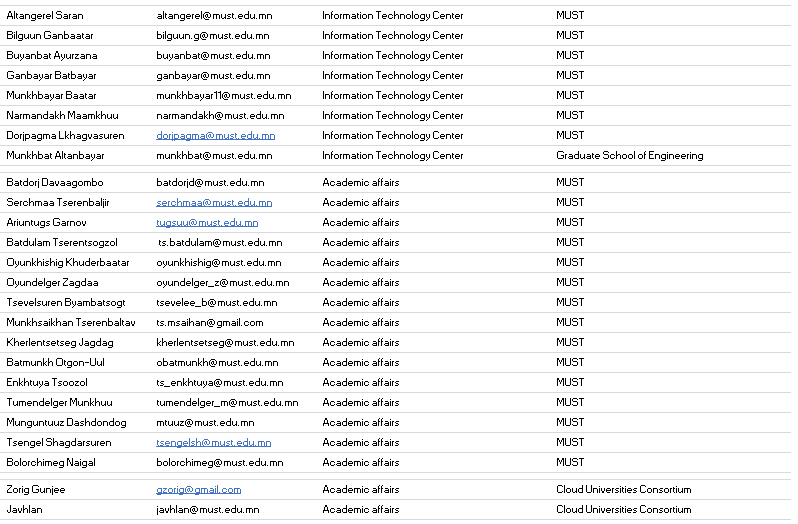 Altangerel Saran altangerel@must.edu.mn Information Technology Center MUST
Bilguun Ganbaatar bilguun.g@must.edu.mn Information Technology Center MUST
Buyanbat Ayurzana buyanbat@must.edu.mn Information Technology Center MUST
Ganbayar Batbayar ganbayar@must.edu.mn Information Technology Center MUST
Munkhbayar Baatar munkhbayar11@must.edu.mn Information Technology Center MUST
Narmandakh Maamkhuu narmandakh@must.edu.mn Information Technology Center MUST
Dorjpagma Lkhagvasuren dorjpagma@must.edu.mn Information Technology Center MUST
Munkhbat Altanbayar munkhbat@must.edu.mn Information Technology Center Graduate School of Engineering
Batdorj Davaagombo batdorjd@must.edu.mn Academic affairs MUST
Serchmaa Tserenbaljir serchmaa@must.edu.mn Academic affairs MUST
Ariuntugs Garnov tugsuu@must.edu.mn Academic affairs MUST
Batdulam Tserentsogzol ts.batdulam@must.edu.mn Academic affairs MUST
Oyunkhishig Khuderbaatar oyunkhishig@must.edu.mn Academic affairs MUST
Oyundelger Zagdaa oyundelger_z@must.edu.mn Academic affairs MUST
Tsevelsuren Byambatsogt tsevelee_b@must.edu.mn Academic affairs MUST
Munkhsaikhan Tserenbaltav ts.msaihan@gmail.com Academic affairs MUST
Kherlentsetseg Jagdag kherlentsetseg@must.edu.mn Academic affairs MUST
Batmunkh Otgon-Uul obatmunkh@must.edu.mn Academic affairs MUST
Enkhtuya Tsoozol ts_enkhtuya@must.edu.mn Academic affairs MUST
Tumendelger Munkhuu tumendelger_m@must.edu.mn Academic affairs MUST
Munguntuuz Dashdondog mtuuz@must.edu.mn Academic affairs MUST
Tsengel Shagdarsuren tsengelsh@must.edu.mn Academic affairs MUST
Bolorchimeg Naigal bolorchimeg@must.edu.mn Academic affairs MUST
Zorig Gunjee gzorig@gmail.com Academic affairs Cloud Universities Consortium
Javhlan javhlan@must.edu.mn Academic affairs Cloud Universities Consortium